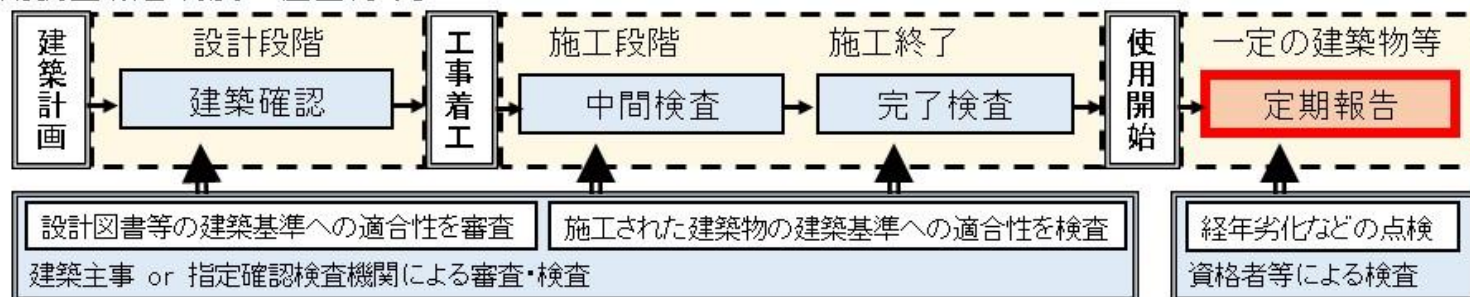 建築計画
設計段階
建築確認
工事着工
施工段階
中間検査
施工終了
完了検査
使用開始
一定の建築物等
定期報告
設計図書等の建築基準への適合性を審査
施工された建築物の建築基準への適合性を検査
建築主事 or 指定確認検査機関による審査・検査
経年劣化などの点検
資格者等による検査